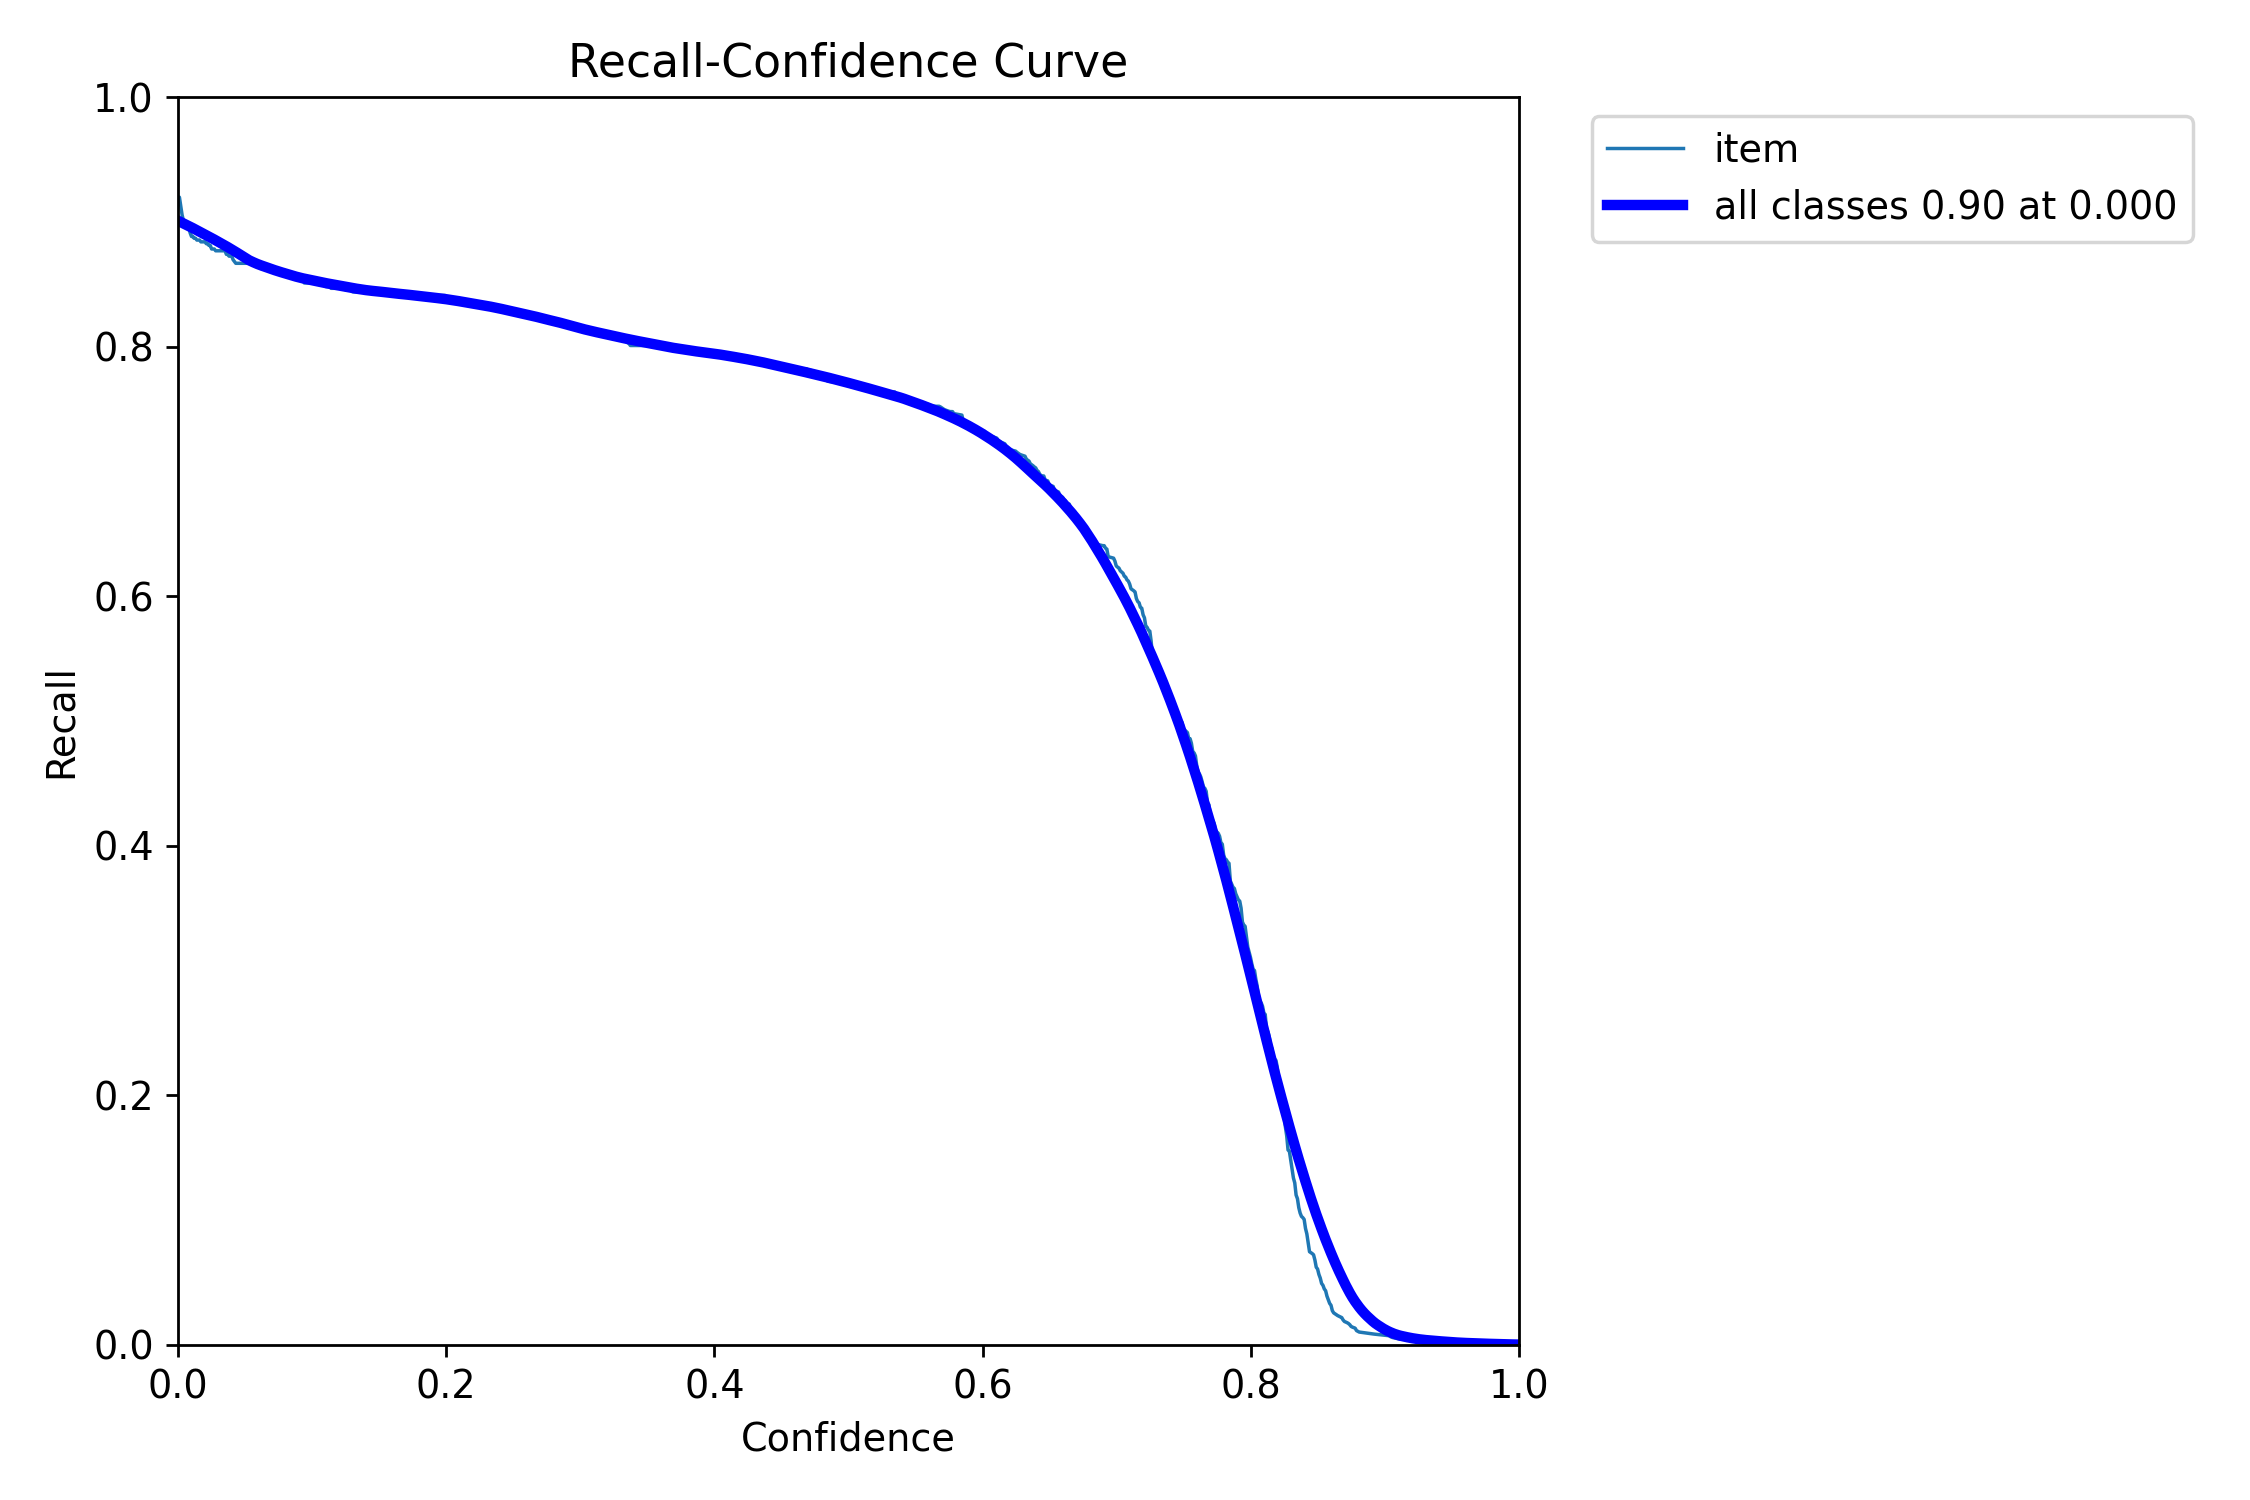 Recall-Confidence Curve
1.0
0.8
0.6
0.4
0.2
0.0
Recall
0.0 0.2 0.4 0.6 0.8 1.0
Confidence
item
all classes 0.90 at 0.000